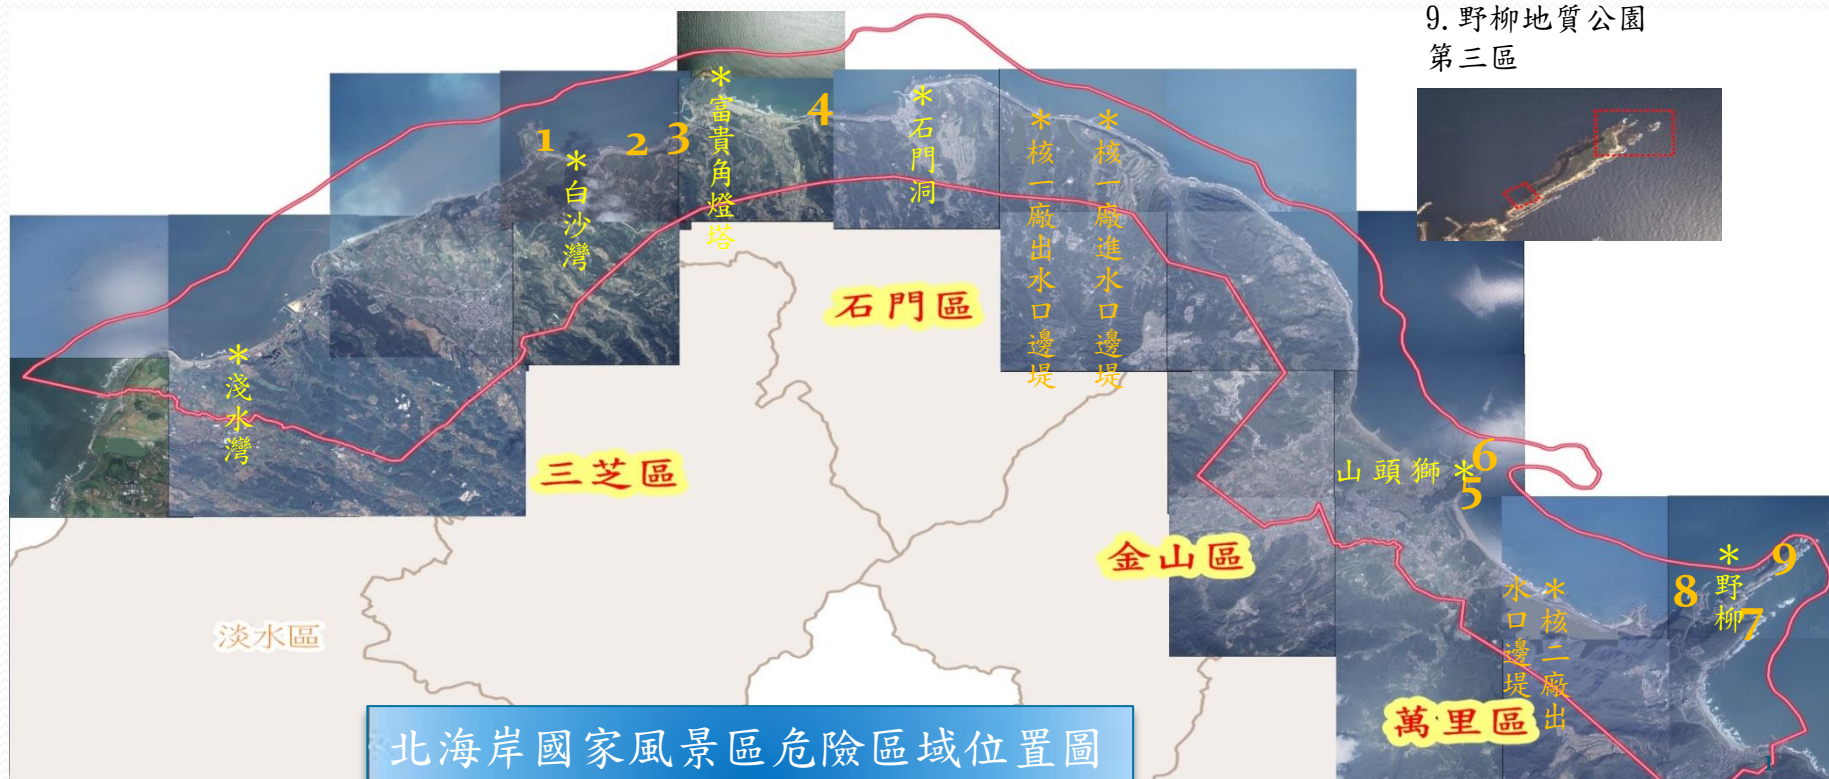 9.野柳地質公園
第三區
1
*白沙灣
2
3
*富貴角燈塔
4
*石門洞
*核一廠出水口邊堤
*核一廠進水口邊堤
石門區
*淺水灣
三芝區
山頭獅*
6
5
金山區
淡水區
*核二廠出
水口邊堤
8
*野柳
7
9
萬里區
北海岸國家風景區危險區域位置圖